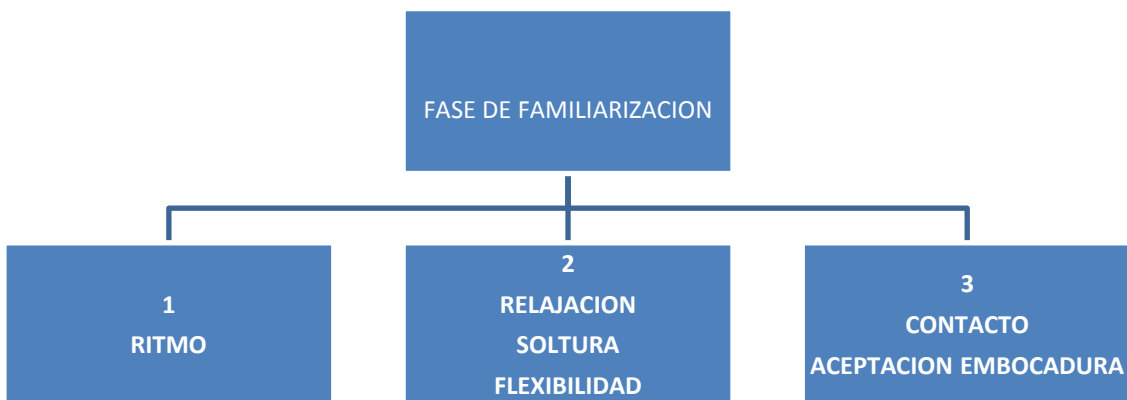 FASE DE FAMILIARIZACION
1
RITMO
2
RELAJACION
SOLTURA
FLEXIBILIDAD
3
CONTACTO
ACEPTACION EMBOCADURA